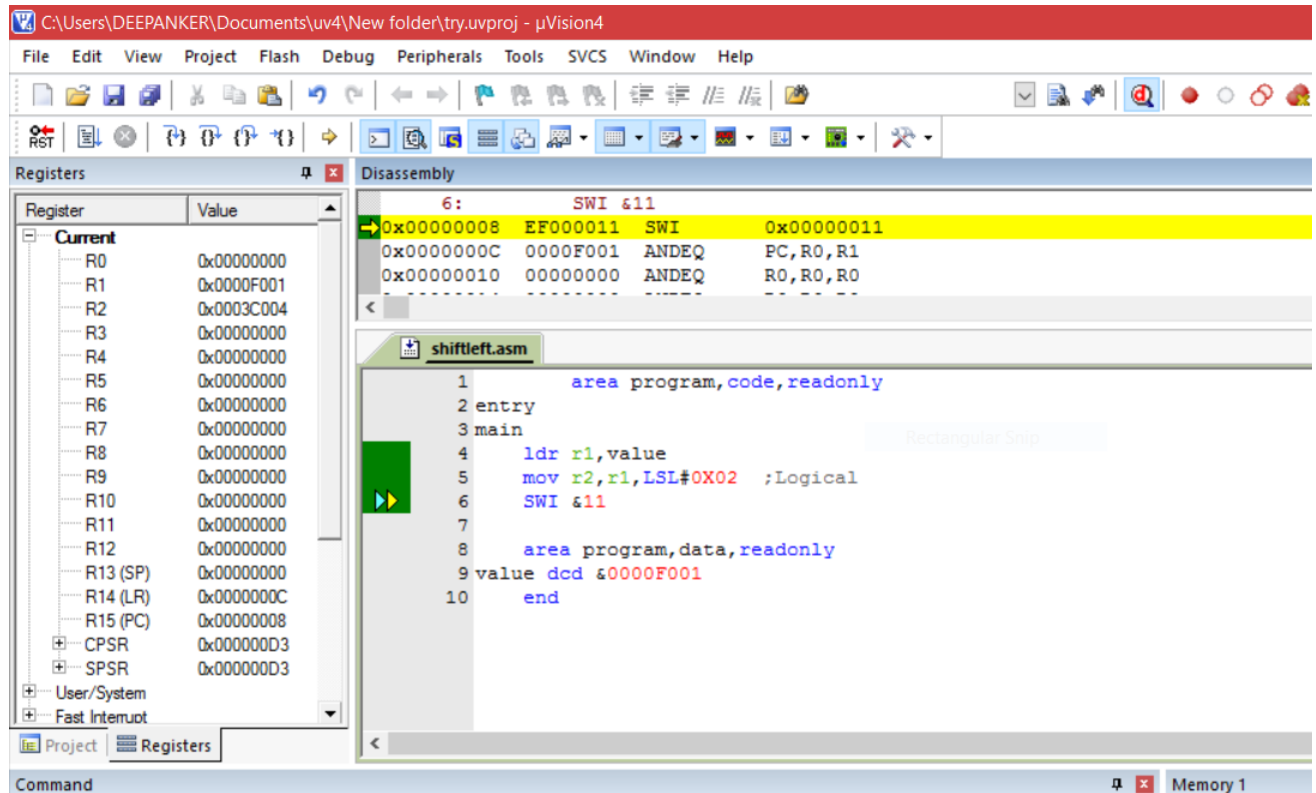 C:\Users\DEEPANKER\Documents\uv4\New folder\try.uvproj - µVision4
File Edit View Project Flash Debug Peripherals Tools SVCS Window Help
RST
Registers
Register Value
Current
R0 0x00000000
R1 0x0000F001
R2 0x0003C004
R3 0x00000000
R4 0x00000000
R5 0x00000000
R6 0x00000000
R7 0x00000000
R8 0x00000000
R9 0x00000000
R10 0x00000000
R11 0x00000000
R12 0x00000000
R13 (SP) 0x00000000
R14 (LR) 0x0000000C
R15 (PC) 0x00000008
CPSR 0x000000D3
SPSR 0x000000D3
User/System
Fast Interrupt
Project Registers
Disassembly
6: SWI &11
0x00000008 EF000011 SWI 0x00000011
0x0000000C 0000F001 ANDEQ PC,R0,R1
0x00000010 00000000 ANDEQ R0,R0,R0
shiftleft.asm
1 area program,code,readonly
2 entry
3 main
4 ldr r1,value
5 mov r2,r1,LSL#0X02 ;Logical
6 SWI &11
7
8 area program,data,readonly
9 value dcd &0000F001
10 end
Rectangular Snip
Command
Memory 1